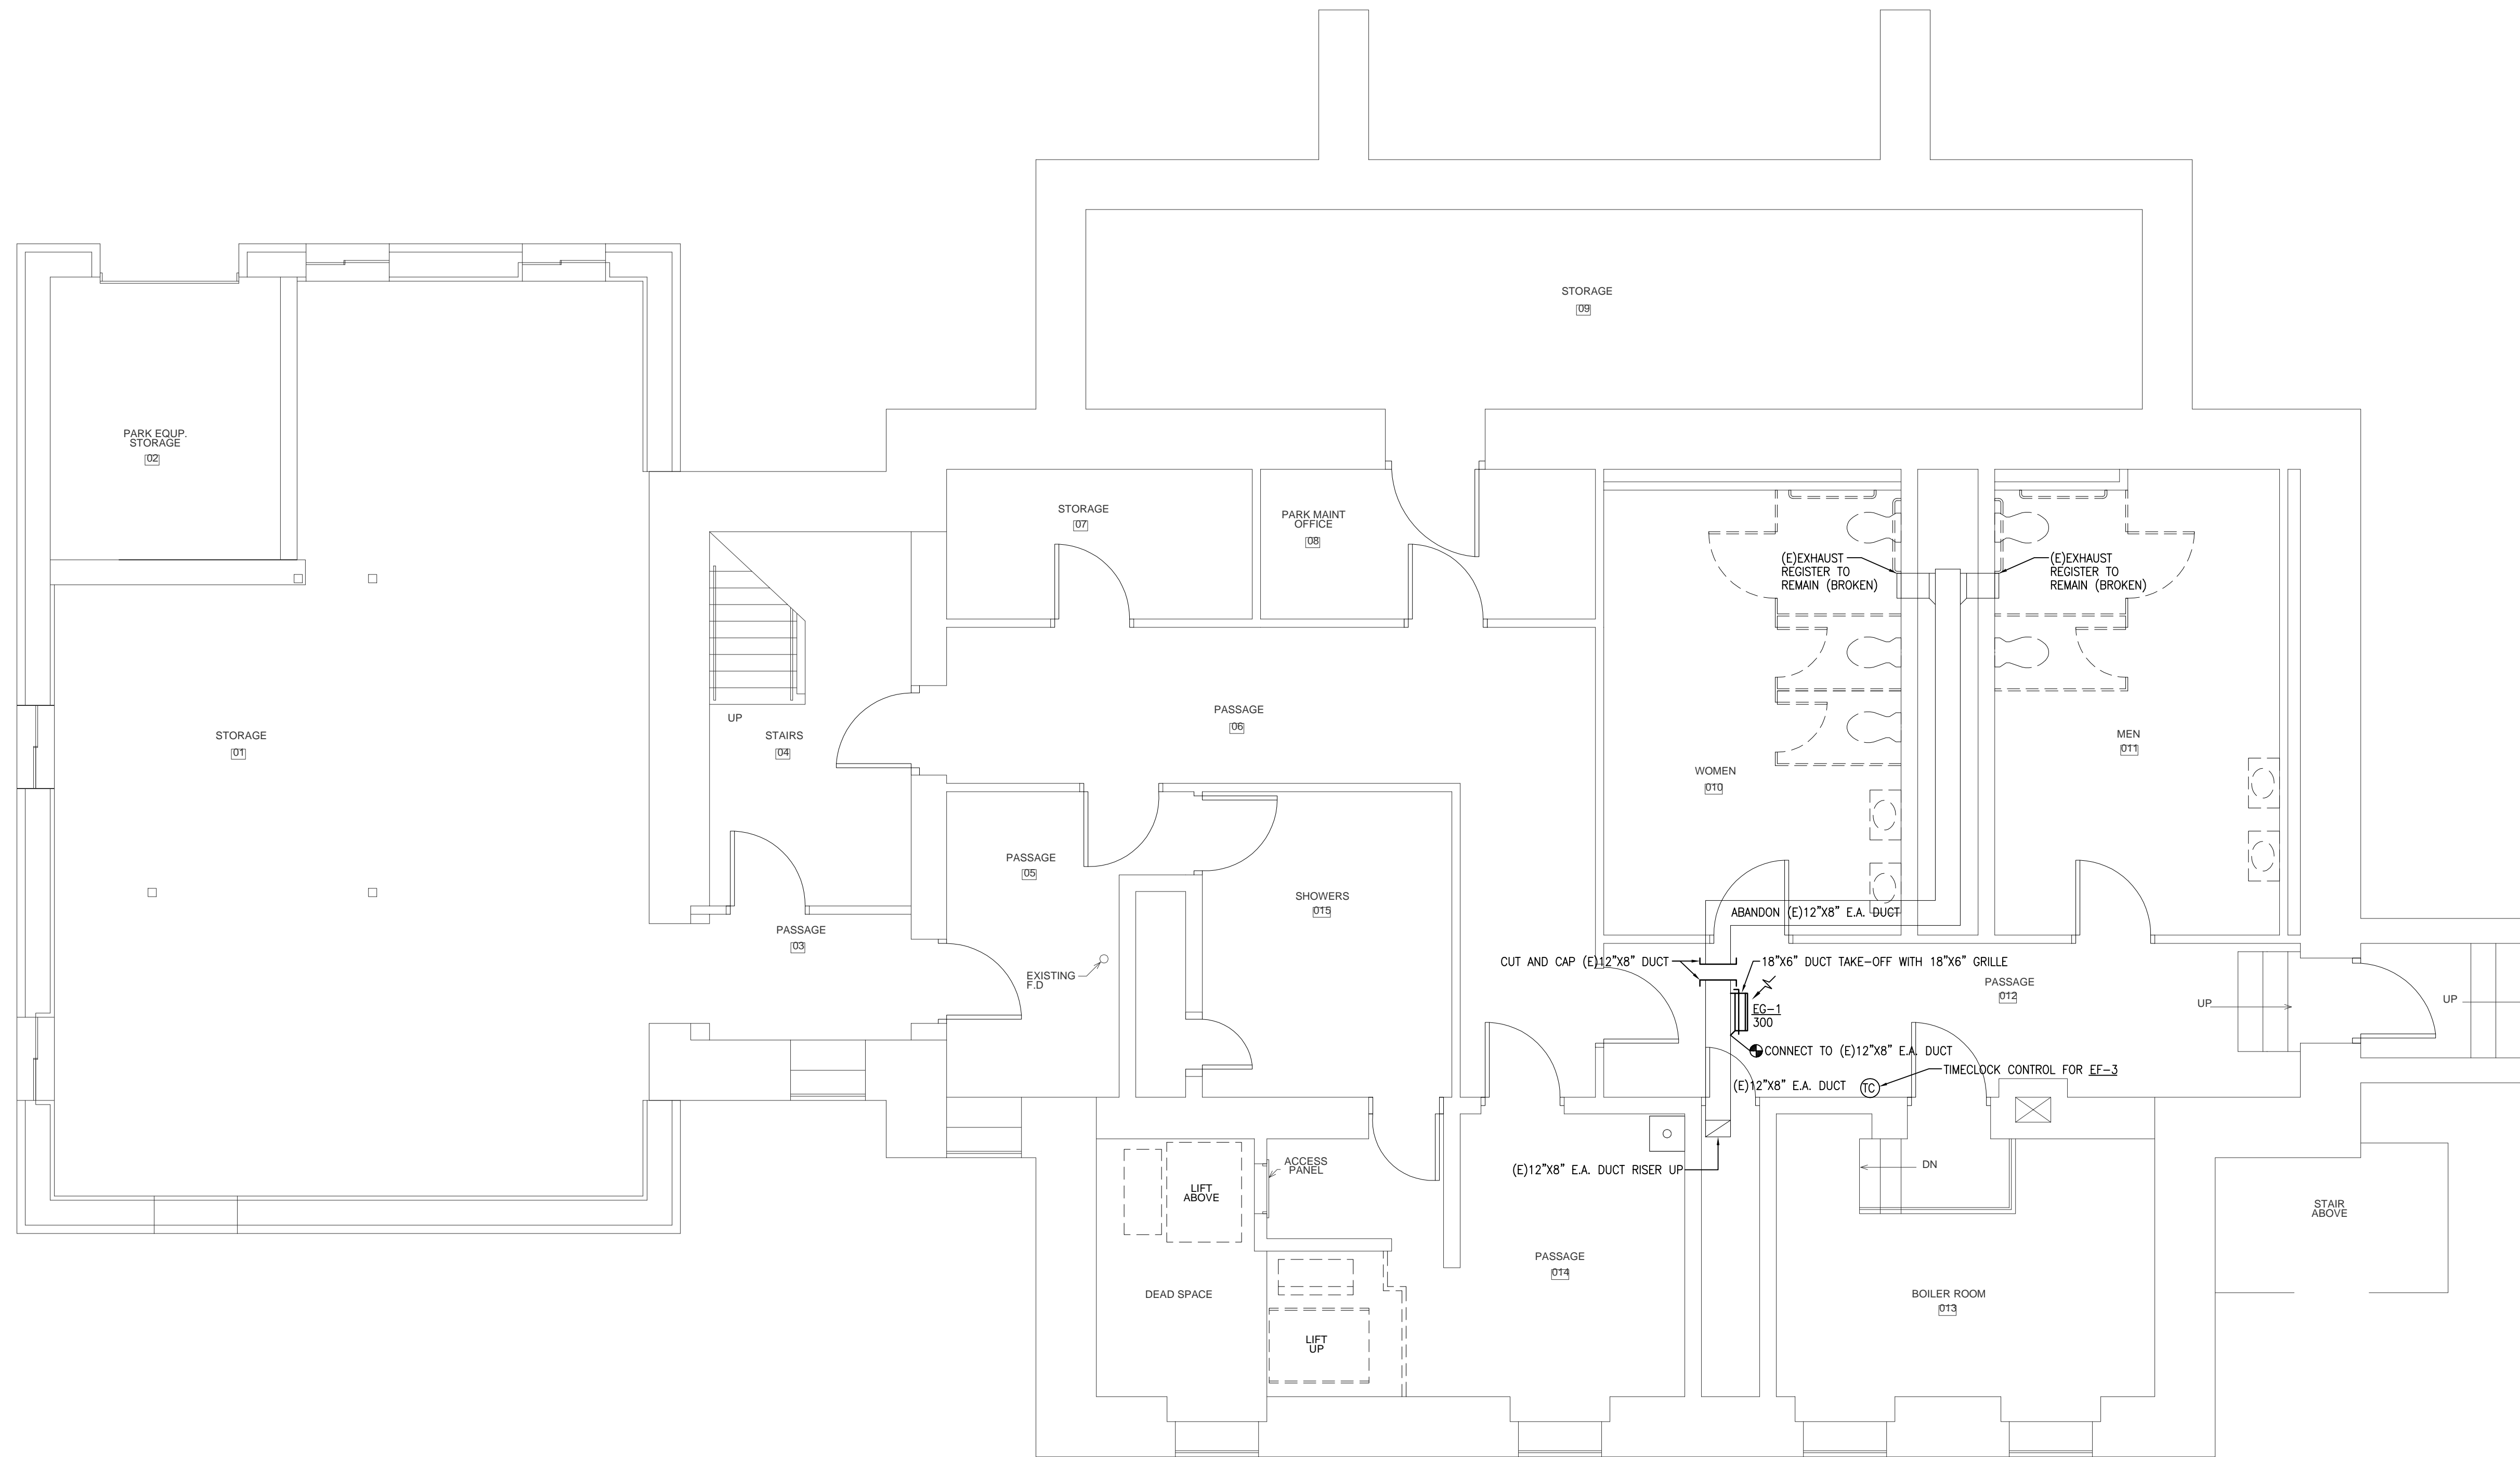 STORAGE
09
PARK EQUP.
STORAGE
02
STORAGE
07
PARK MAINT
OFFICE
08
(E)EXHAUST
REGISTER TO
REMAIN (BROKEN)
(E)EXHAUST
REGISTER TO
REMAIN (BROKEN)
UP
STORAGE
01
STAIRS
04
PASSAGE
06
WOMEN
010
MEN
011
PASSAGE
05
SHOWERS
015
PASSAGE
03
EXISTING
F.D
ABANDON (E)12"X8" E.A. DUCT
CUT AND CAP (E)12"X8" DUCT
18"X6" DUCT TAKE-OFF WITH 18"X6" GRILLE
EG-1
300
PASSAGE
012
UP
UP
CONNECT TO (E)12"X8" E.A. DUCT
TIMECLOCK CONTROL FOR EF-3
(E)12"X8" E.A. DUCT
TC
(E)12"X8" E.A. DUCT RISER UP
ACCESS
PANEL
LIFT
ABOVE
DN
STAIR
ABOVE
DEAD SPACE
PASSAGE
014
BOILER ROOM
013
LIFT
UP